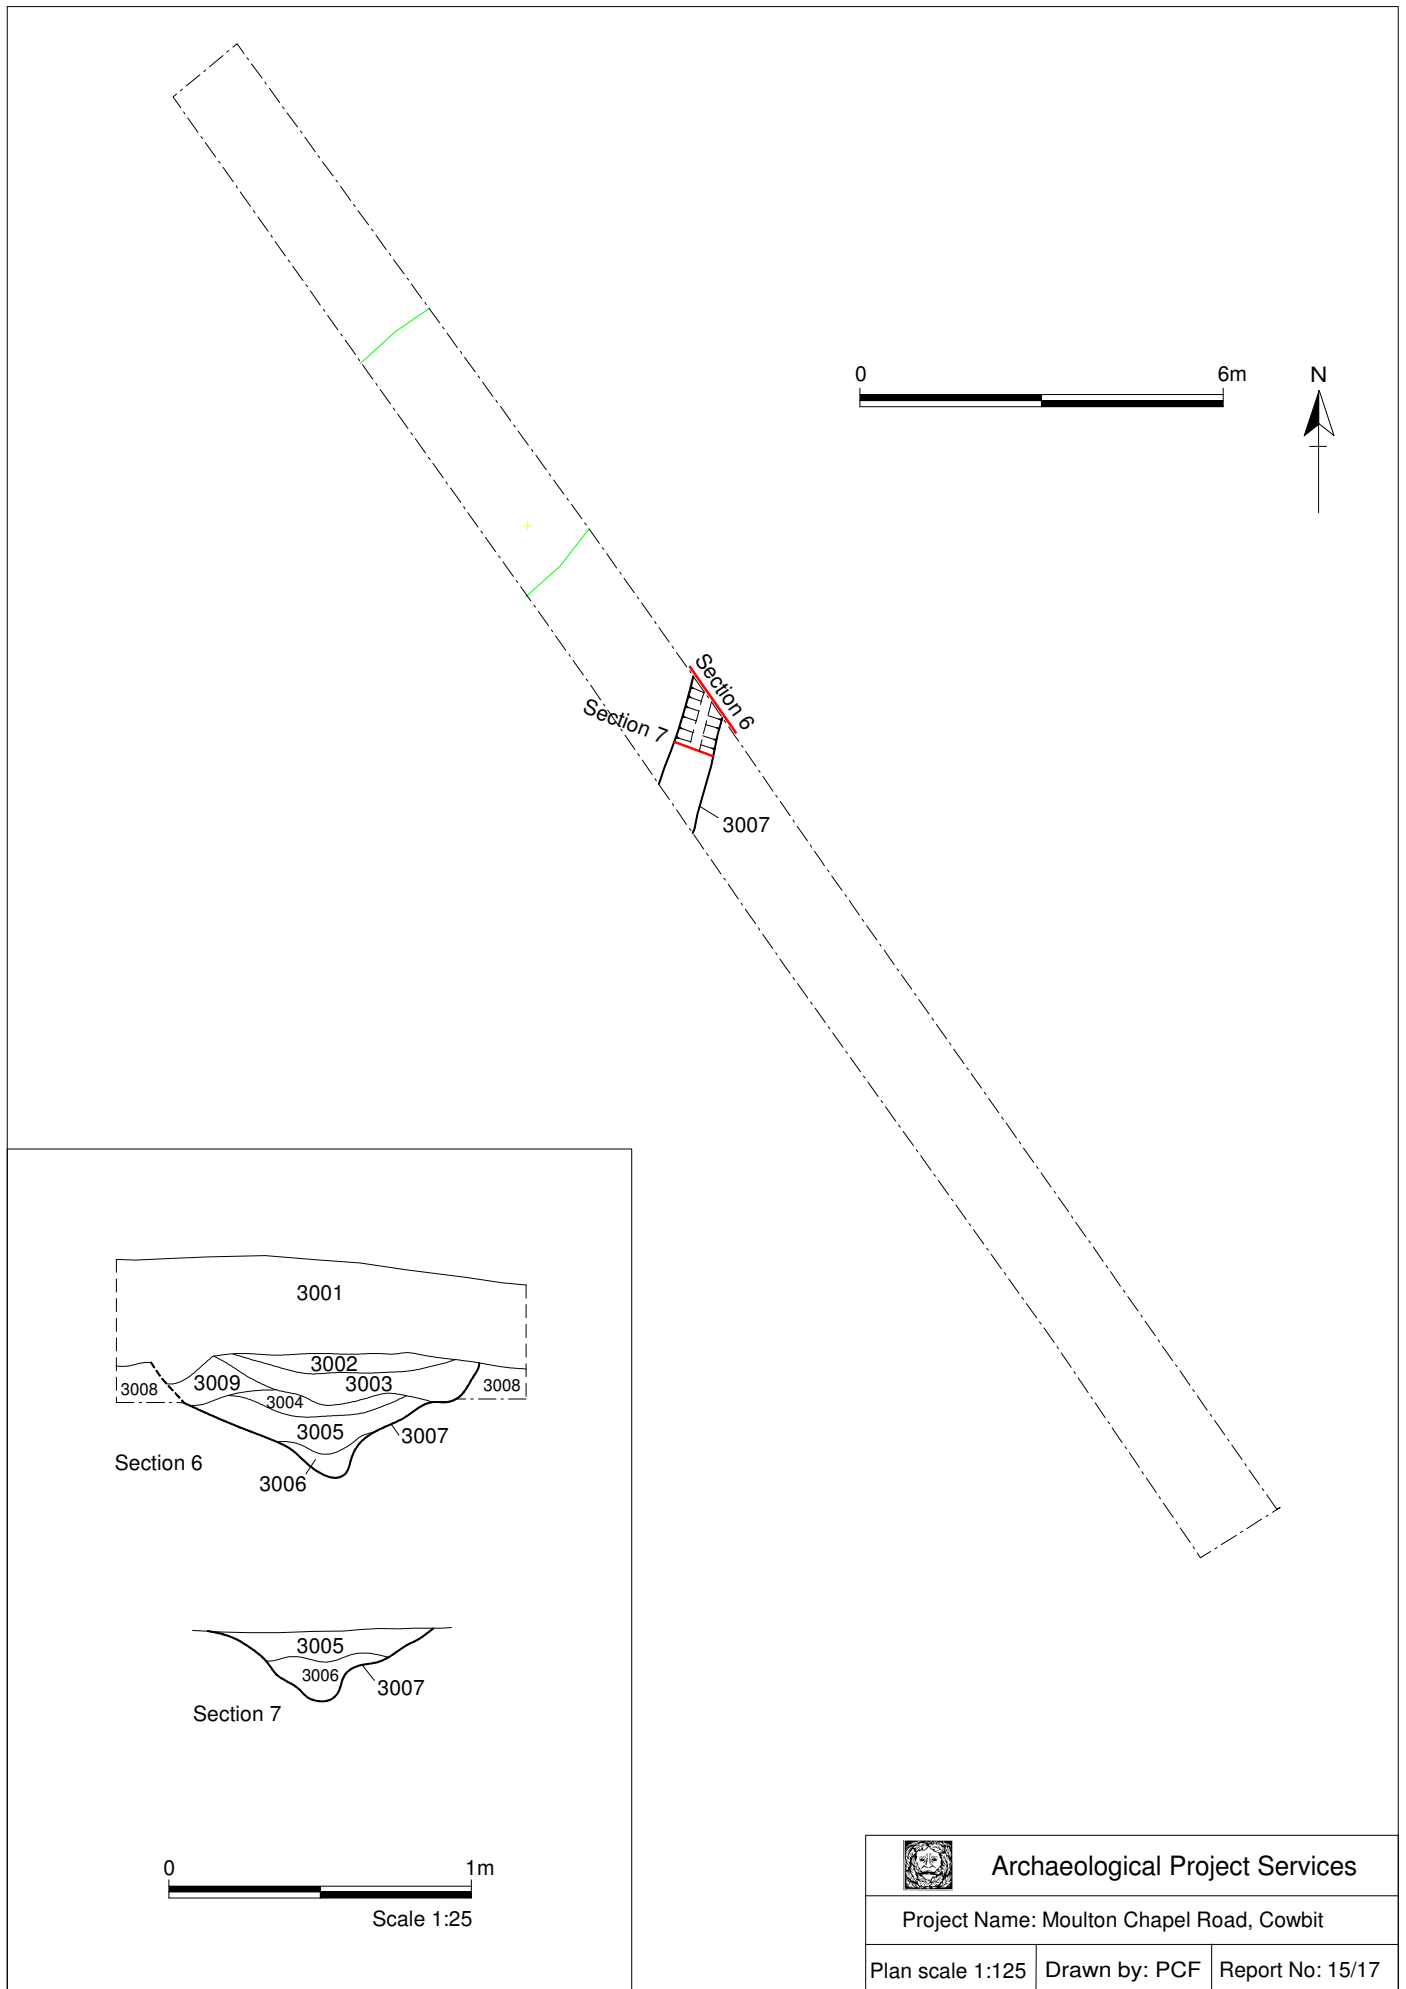 0 6m
N
Section 6
Section 7
3007
3001
3002
3008 3009 3003 3008
3004
3005
3007
Section 6
3006
3005
3006
3007
Section 7
0 1m
Scale 1:25
Archaeological Project Services
Project Name: Moulton Chapel Road, Cowbit
Plan scale 1:125 Drawn by: PCF Report No: 15/17